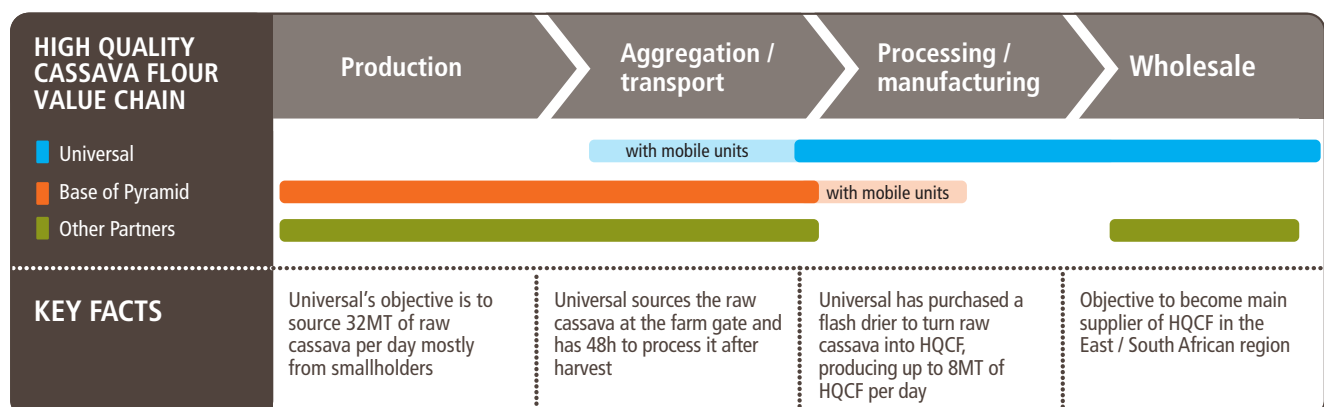 HIGH QUALITY
CASSAVA FLOUR
VALUE CHAIN
Production
Aggregation /
transport
Processing /
manufacturing
Wholesale
Universal
with mobile units
Base of Pyramid
with mobile units
Other Partners
KEY FACTS
Universal’s objective is to
source 32MT of raw
cassava per day mostly
from smallholders
Universal sources the raw
cassava at the farm gate and
has 48h to process it after
harvest
Universal has purchased a
flash drier to turn raw
cassava into HQCF,
producing up to 8MT of
HQCF per day
Objective to become main
supplier of HQCF in the
East / South African region